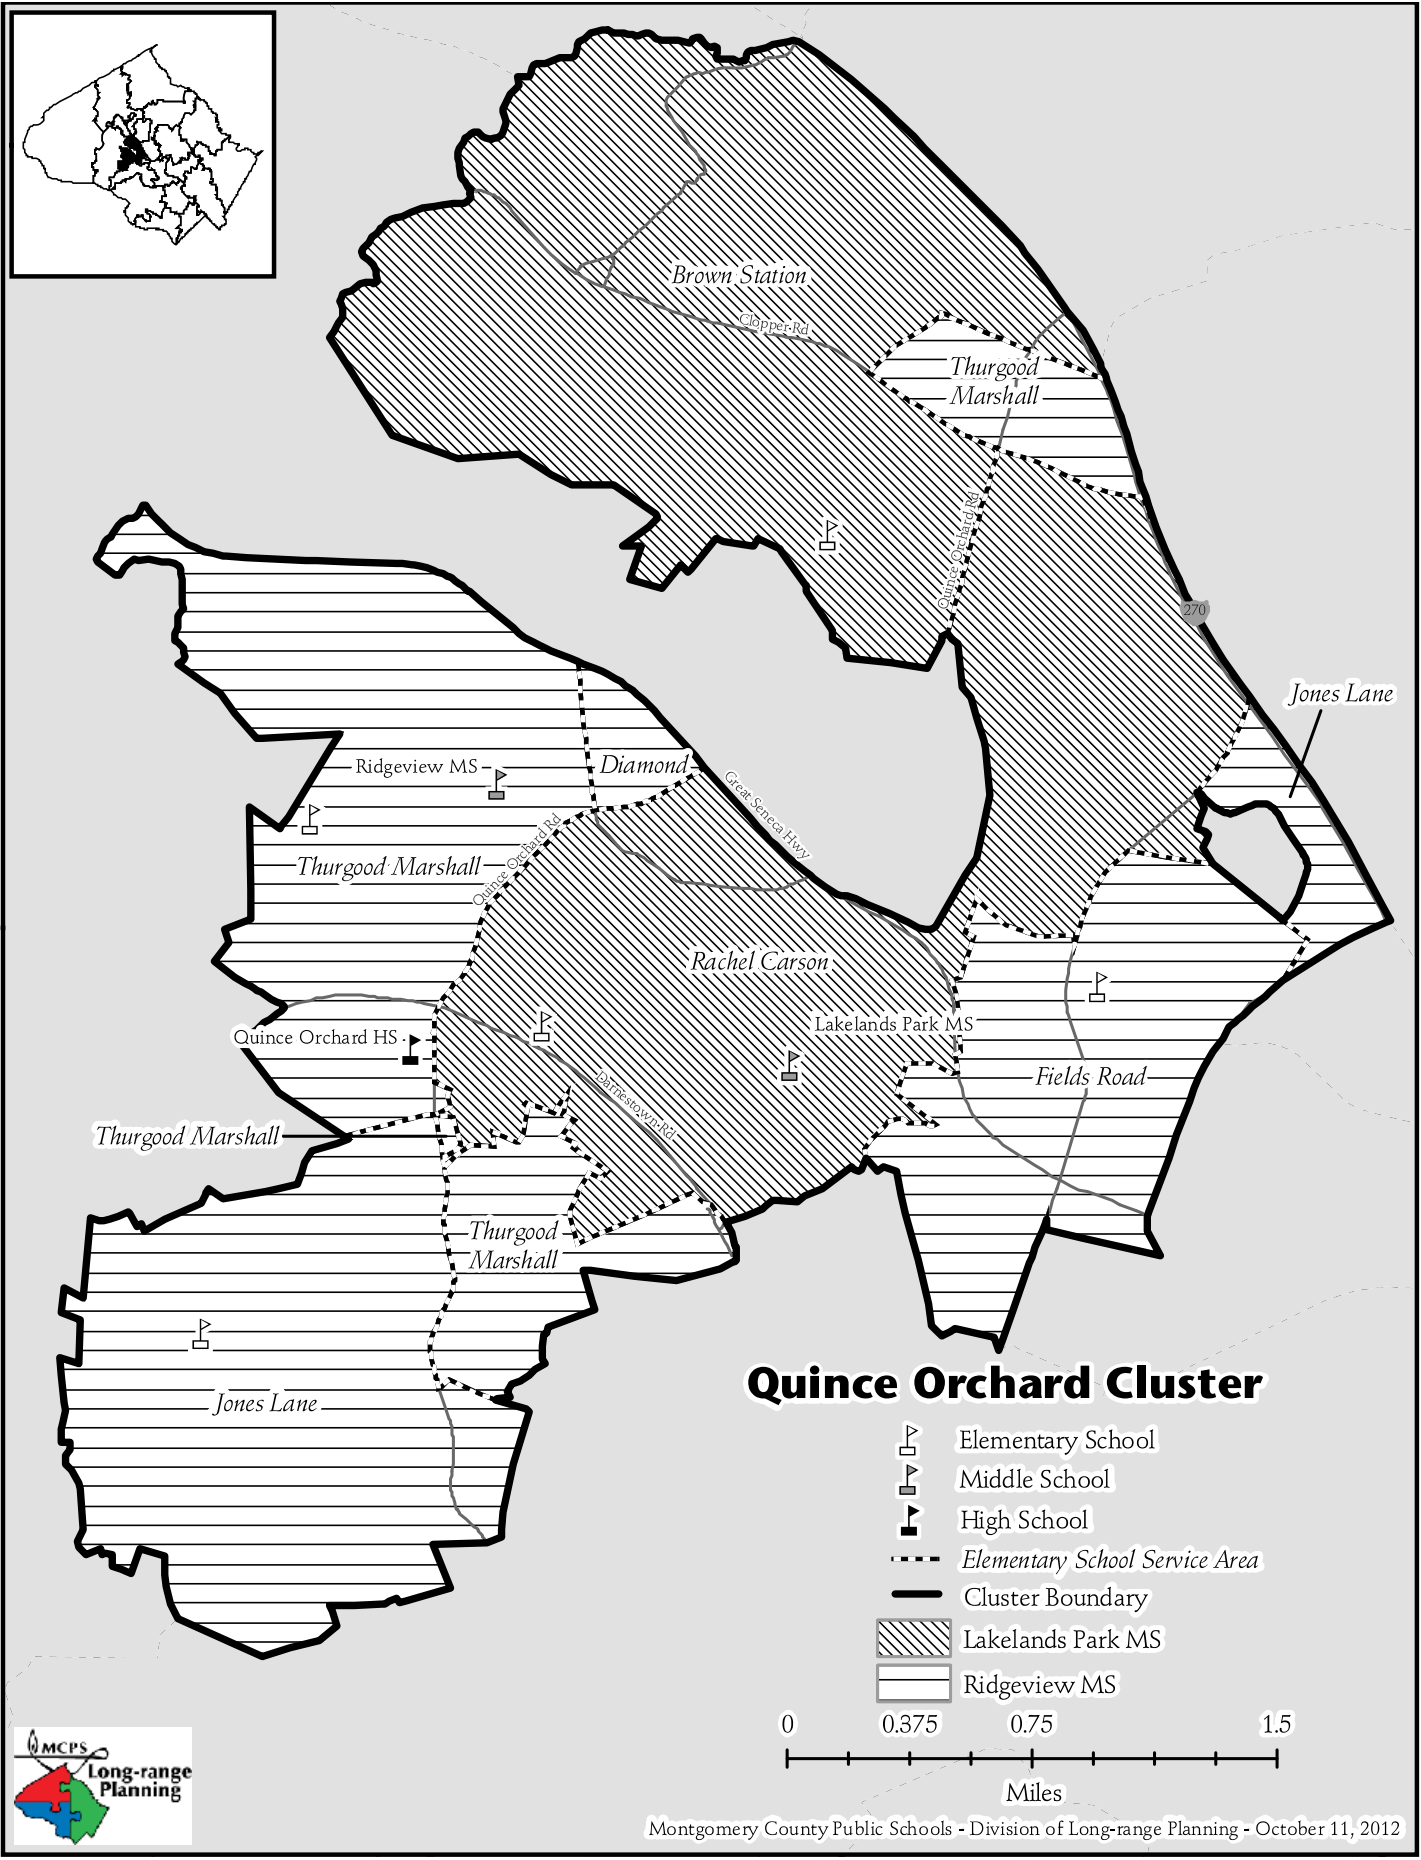 Brown Station
Clopper Rd
Thurgood
Marshall
Quince Orchard Rd
270
Jones Lane
Ridgeview MS
Diamond
Great Seneca Hwy
Thurgood Marshall
Quince Orchard Rd
Rachel Carson
Lakelands Park MS
Quince Orchard HS
Fields Road
Darnestown Rd
Thurgood Marshall
Thurgood
Marshall
Jones Lane
Quince Orchard Cluster
Elementary School
Middle School
High School
Elementary School Service Area
Cluster Boundary
Lakelands Park MS
Ridgeview MS
0 0.375 0.75 1.5
Miles
MCPS
Long-range
Planning
Montgomery County Public Schools - Division of Long-range Planning - October 11, 2012